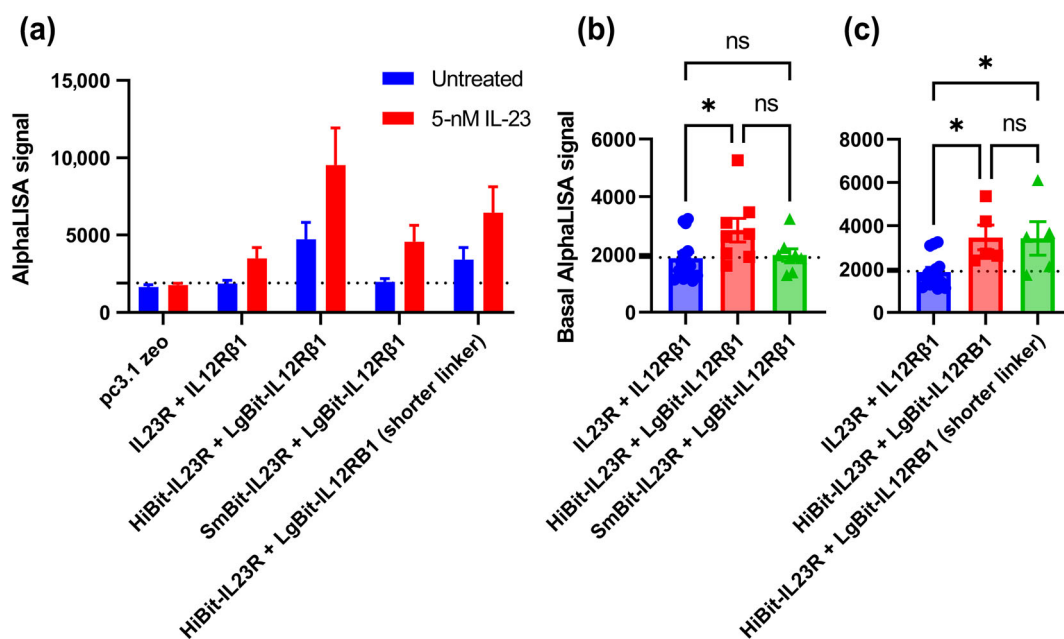 (a)
AlphaLISA signal
15,000
10,000
5000
0
Untreated
5-nM IL-23
pc3.1 zeo
IL23R + IL12Rβ1
HiBit-IL23R + LgBit-IL12Rβ1
SmBit-IL23R + LgBit-IL12Rβ1
HiBit-IL23R + LgBit-IL12RB1 (shorter linker)
(b)
Basal AlphaLISA signal
6000
4000
2000
0
ns
*
ns
IL23R + IL12Rβ1
HiBit-IL23R + LgBit-IL12Rβ1
SmBit-IL23R + LgBit-IL12Rβ1
(c)
8000
6000
4000
2000
0
*
*
ns
IL23R + IL12Rβ1
HiBit-IL23R + LgBit-IL12RB1
HiBit-IL23R + LgBit-IL12RB1 (shorter linker)